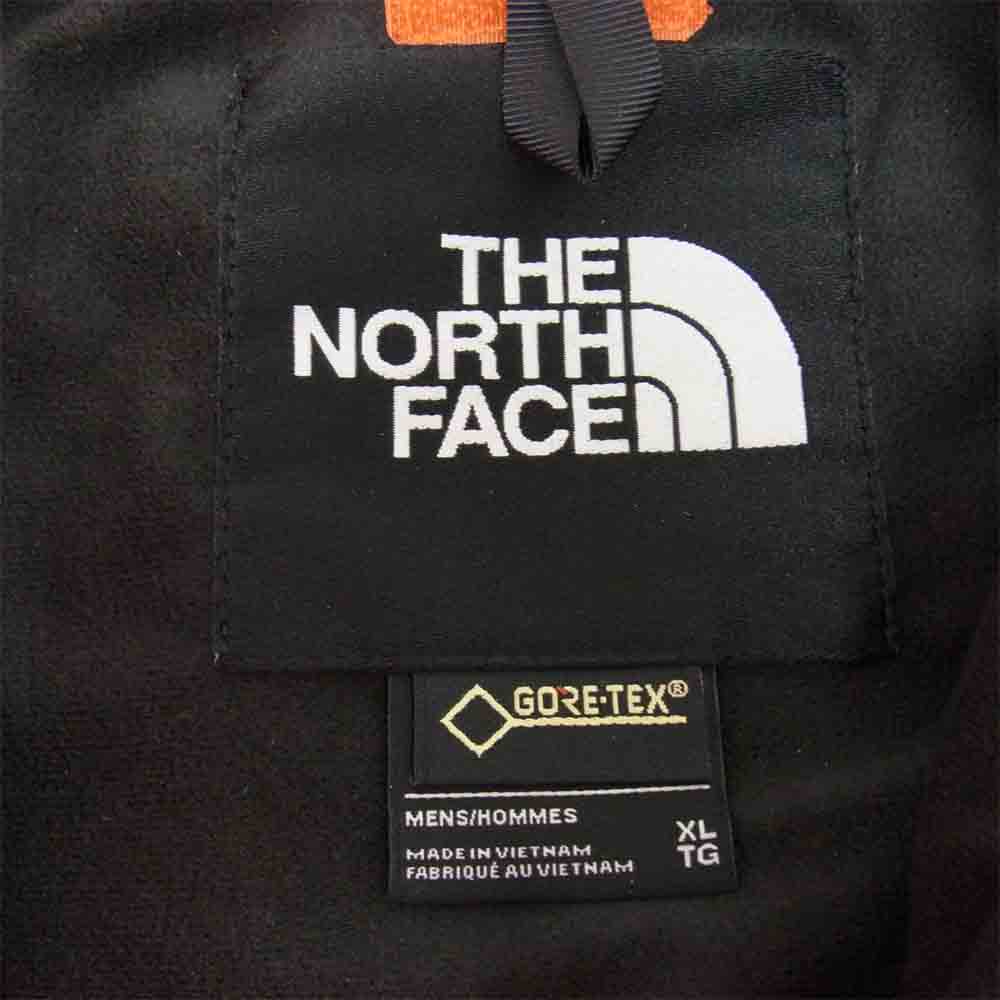 THE
NORTH
FACE
GORE-TEX®
MENS/HOMMES
MADE IN VIETNAM
FABRIQUÉ AU VIETNAM
XL
TG